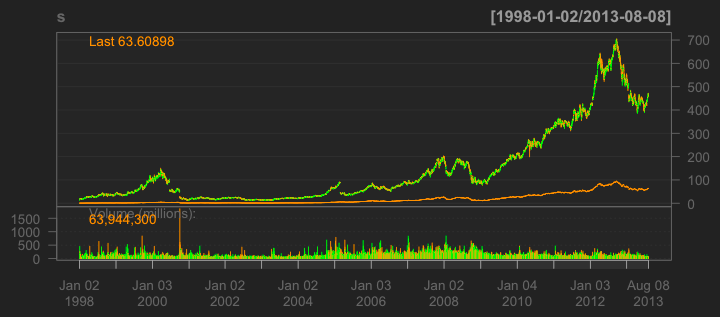 s [1998-01-02/2013-08-08]
Last 63.60898
700
600
500
400
300
200
100
0
Volume (millions):
63,944,300
1500
1000
500
0
Jan 02 Jan 03 Jan 02 Jan 02 Jan 03 Jan 02 Jan 04 Jan 03 Aug 08
1998 2000 2002 2004 2006 2008 2010 2012 2013